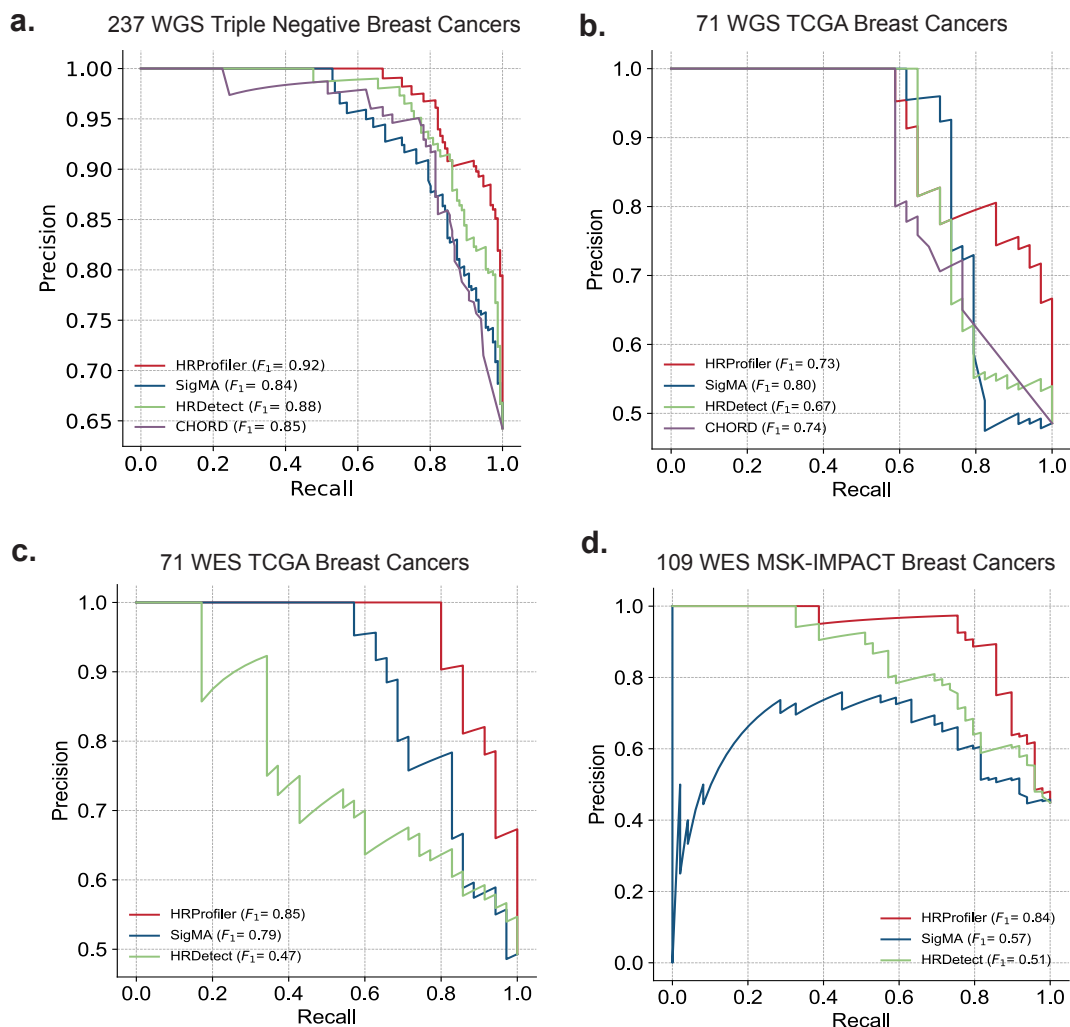 a.
237 WGS Triple Negative Breast Cancers
1.00
0.95
0.90
0.85
0.80
0.75
0.70
0.65
Precision
HRProfiler (F₁= 0.92)
SigMA (F₁= 0.84)
HRDetect (F₁= 0.88)
CHORD (F₁= 0.85)
0.0 0.2 0.4 0.6 0.8 1.0
Recall
b.
71 WGS TCGA Breast Cancers
1.0
0.9
0.8
0.7
0.6
0.5
Precision
HRProfiler (F₁= 0.73)
SigMA (F₁= 0.80)
HRDetect (F₁= 0.67)
CHORD (F₁= 0.74)
0.0 0.2 0.4 0.6 0.8 1.0
Recall
c.
71 WES TCGA Breast Cancers
1.0
0.9
0.8
0.7
0.6
0.5
Precision
HRProfiler (F₁= 0.85)
SigMA (F₁= 0.79)
HRDetect (F₁= 0.47)
0.0 0.2 0.4 0.6 0.8 1.0
Recall
d.
109 WES MSK-IMPACT Breast Cancers
1.0
0.8
0.6
0.4
0.2
0.0
Precision
HRProfiler (F₁= 0.84)
SigMA (F₁= 0.57)
HRDetect (F₁= 0.51)
0.0 0.2 0.4 0.6 0.8 1.0
Recall